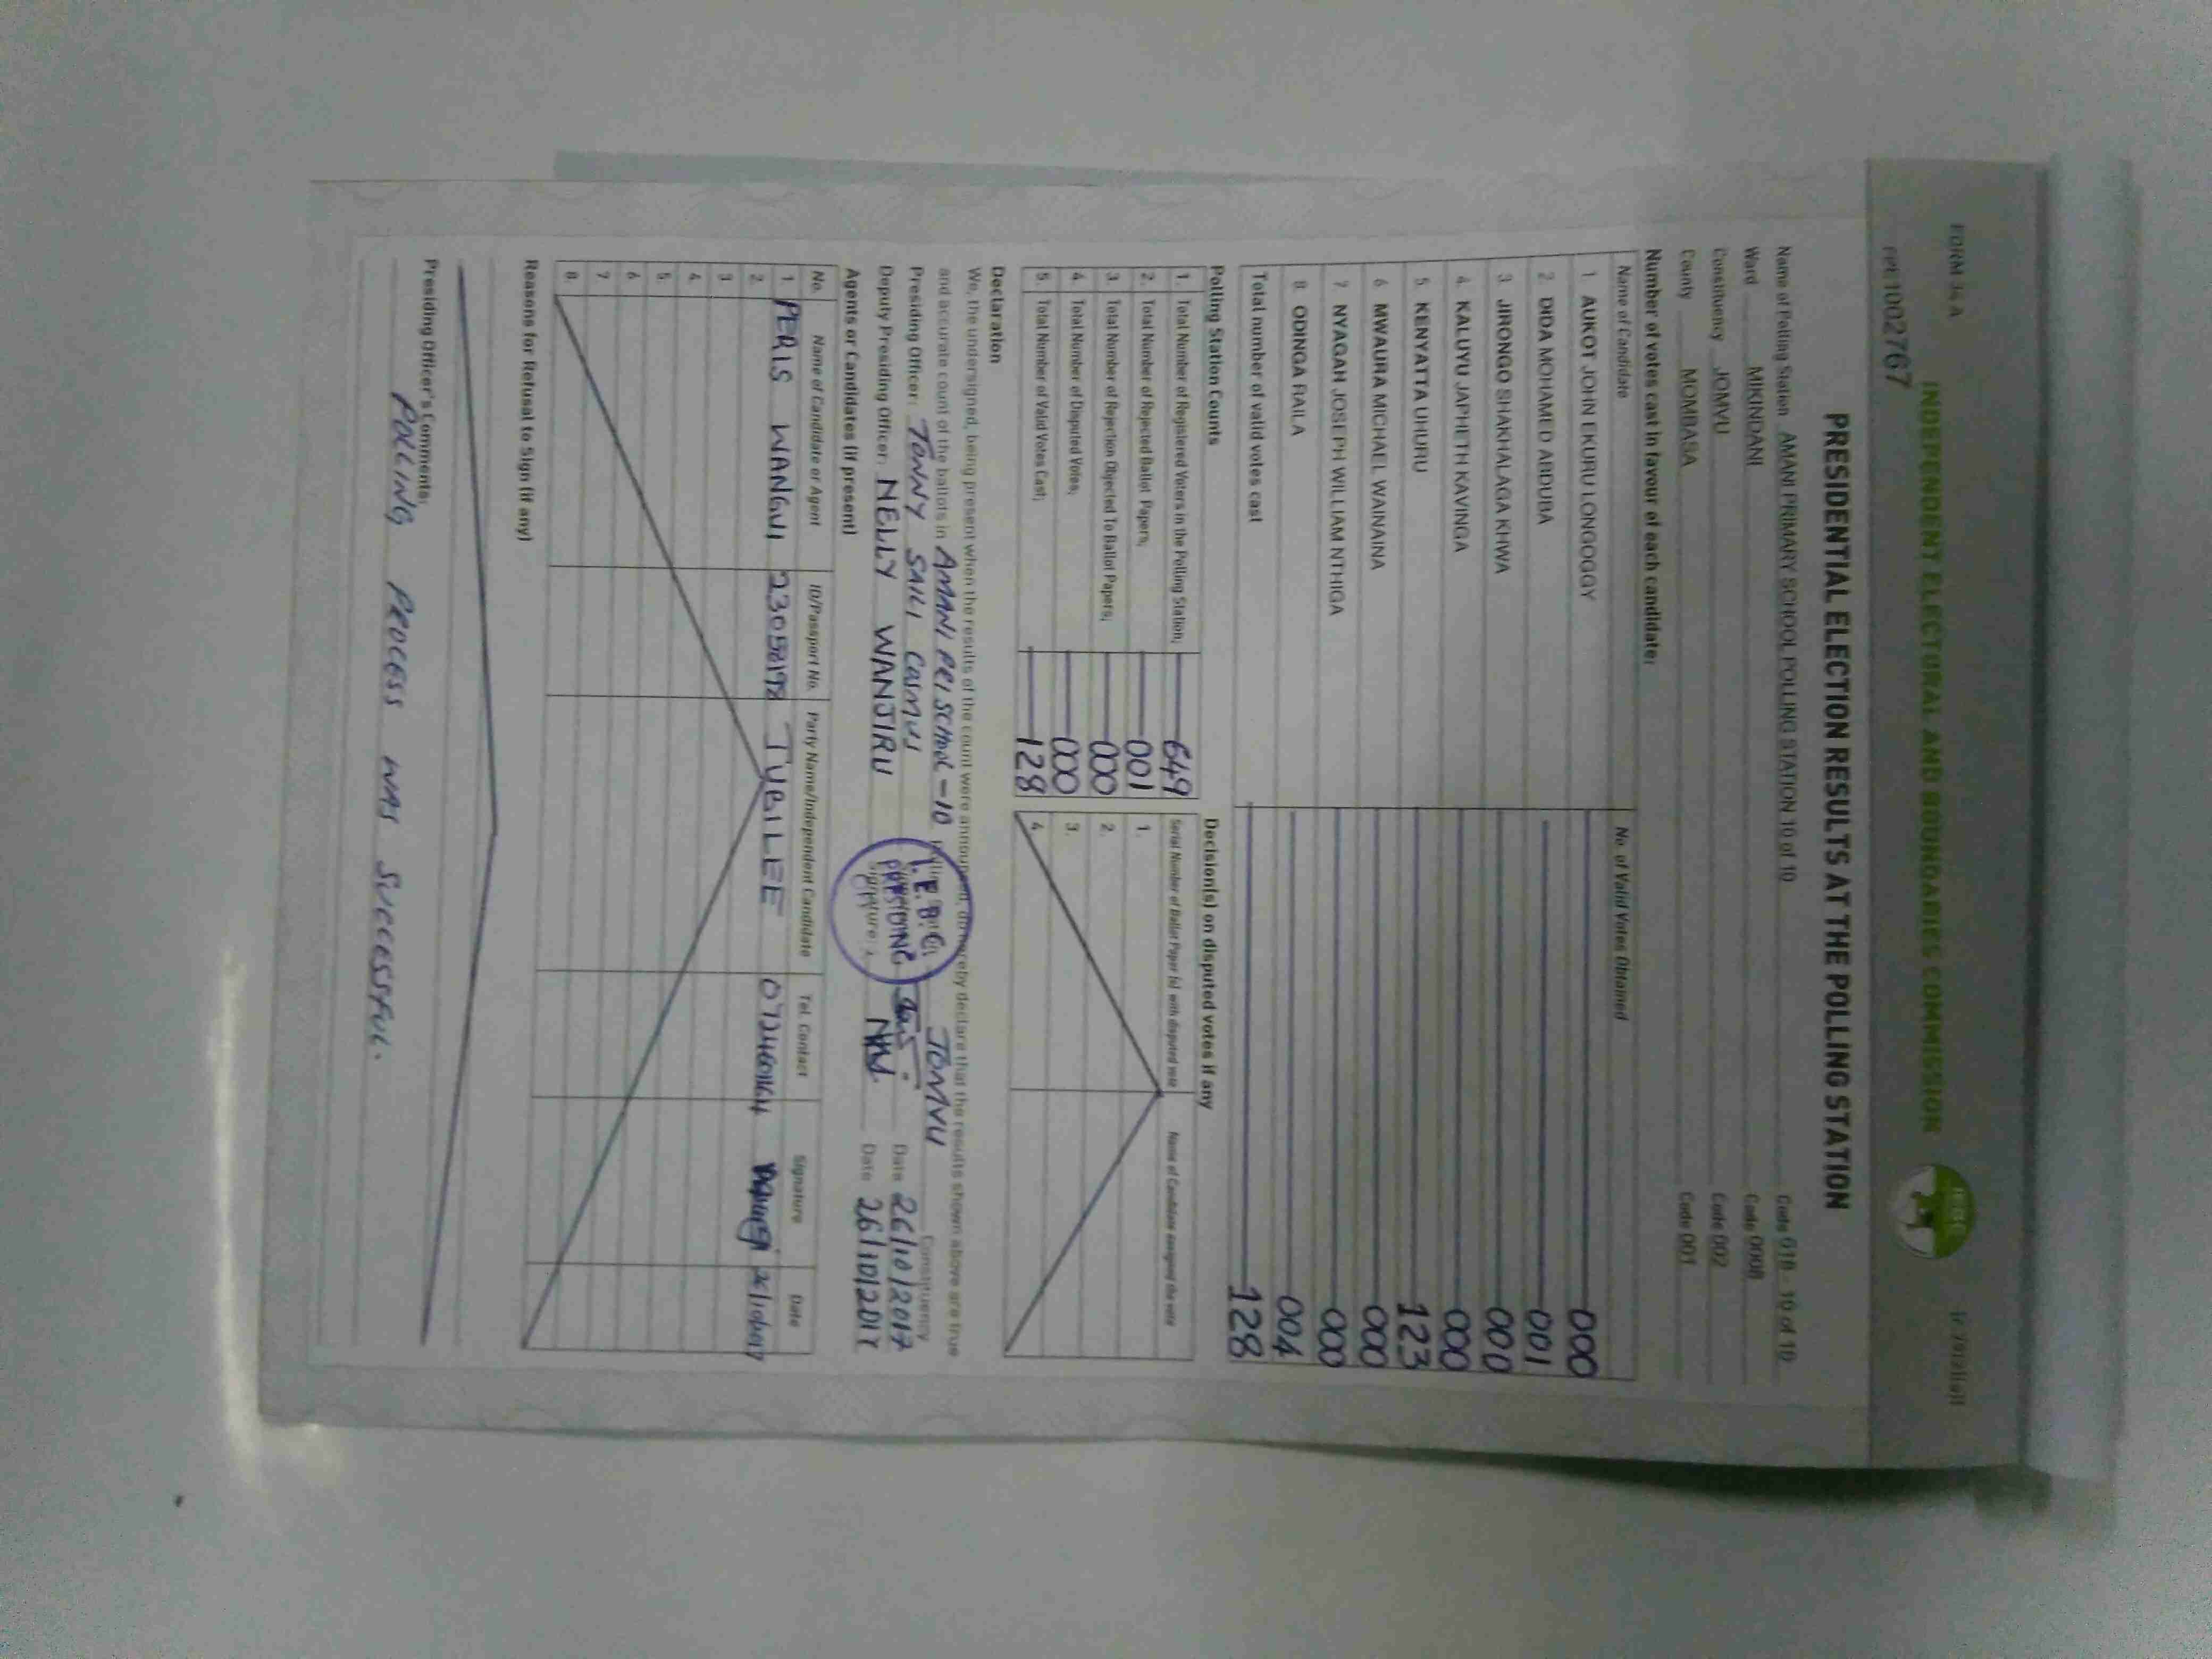 FORM 34 A
INDEPENDENT ELECTORAL AND BOUNDARIES COMMISSION
IEBC
1002767
PRESIDENTIAL ELECTION RESULTS AT THE POLLING STATION
Name of Polling Station AMANI PRIMARY SCHOOL POLLING STATION 10 of 10 Code 018 - 10 of 10
Ward MIKINDANI Code 0008
Constituency JOMVU Code 002
County MOMBASA Code 001
Number of votes cast in favour of each candidate:
Name of Candidate No. of Valid Votes Obtained
1. AUKOT JOHN EKURU LONGOGGY 000
2. DIDA MOHAMED ABDUBA 001
3. JIRONGO SHAKHALAGA KHWA 000
4. KALUYU JAPHETH KAVINGA 000
5. KENYATTA UHURU 123
6. MWAURA MICHAEL WAINAINA 000
7. NYAGAH JOSEPH WILLIAM NTHIGA 000
8. ODINGA RAILA 004
Total number of valid votes cast 128
Polling Station Counts
1. Total Number of Registered Voters in the Polling Station; 649
2. Total Number of Rejected Ballot Papers; 001
3. Total Number of Rejection Objected To Ballot Papers; 000
4. Total Number of Disputed Votes; 000
5. Total Number of Valid Votes Cast; 128
Decision(s) on disputed votes if any
Serial Number of Ballot Paper (s) with disputed vote Name of Candidate assigned the vote
1.
2.
3.
4.
Declaration
We, the undersigned, being present when the results of the count were announced, do hereby declare that the results shown above are true
and accurate count of the ballots in AMANI PRI SCHOOL - 10 JOMVU Constituency
Presiding Officer: TONNY SAILI COSMUS Date 26/10/2017
Deputy Presiding Officer: NELLY WANJIRU Date 26/10/2017
I.E.B.C
PRESIDING
Agents or Candidates (if present)
No. Name of Candidate or Agent ID/Passport No. Party Name/Independent Candidate Tel. Contact Signature Date
1 PERIS WANGUI JUBILEE 26/10/2017
2.
3
4.
5.
6.
7.
8.
Reasons for Refusal to Sign (if any)
Presiding Officer's Comments:
POLLING PROCESS WAS SUCCESSFUL.